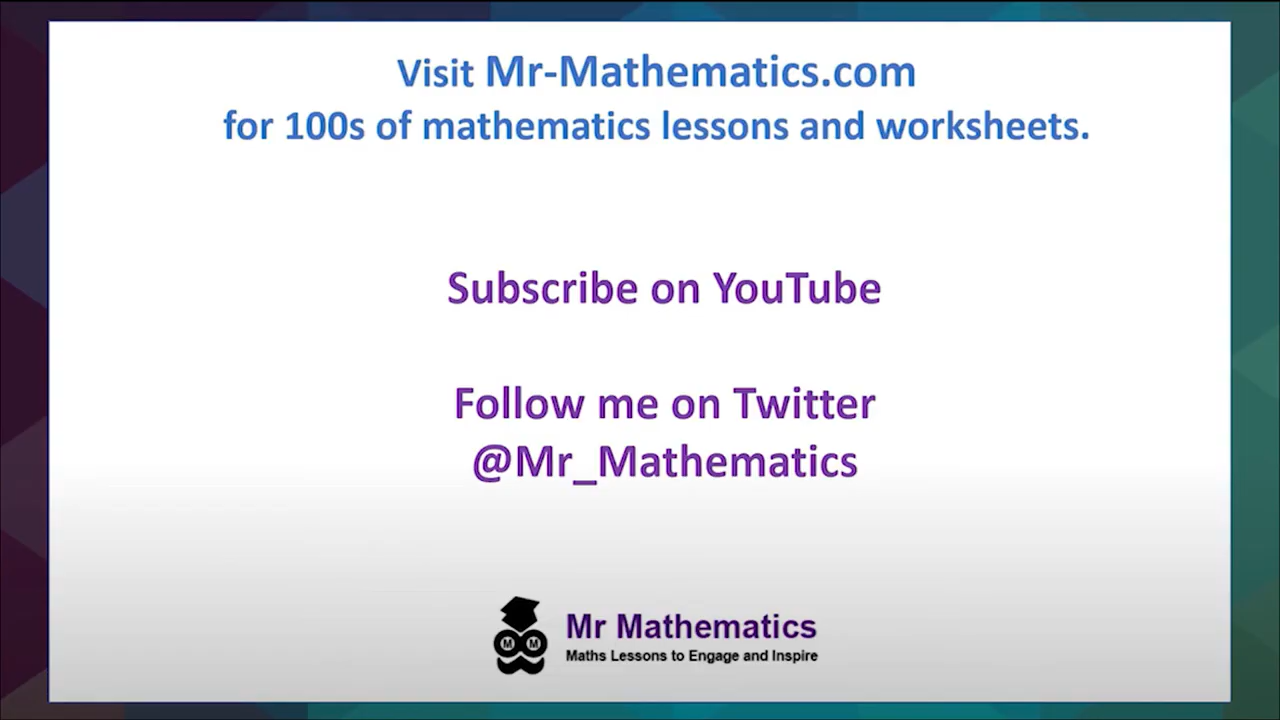 Visit Mr-Mathematics.com
for 100s of mathematics lessons and worksheets.
Subscribe on YouTube
Follow me on Twitter
@Mr_Mathematics
M M
Mr Mathematics
Maths Lessons to Engage and Inspire